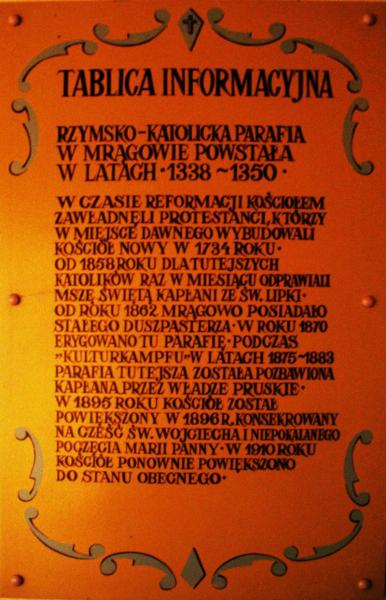 TABLICA INFORMACYJNA
RZYMSKO-KATOLICKA PARAFIA
W MRĄGOWIE POWSTAŁA
W LATACH · 1338 ~ 1350 ·
W CZASIE REFORMACJI KOŚCIOŁEM
ZAWŁADNĘLI PROTESTANCI, KTÓRZY
W MIEJSCE DAWNEGO WYBUDOWALI
KOŚCIÓŁ NOWY W 1734 ROKU ·
OD 1858 ROKU DLA TUTEJSZYCH
KATOLIKÓW RAZ W MIESIĄCU ODPRAWIALI
MSZĘ ŚWIĘTĄ KAPŁANI ZE ŚW. LIPKI ·
OD ROKU 1862 MRĄGOWO POSIADAŁO
STAŁEGO DUSZPASTERZA · W ROKU 1870
ERYGOWANO TU PARAFIĘ · PODCZAS
„KULTURKAMPFU" W LATACH 1875-1883
PARAFIA TUTEJSZA ZOSTAŁA POZBAWIONA
KAPŁANA PRZEZ WŁADZE PRUSKIE ·
W 1895 ROKU KOŚCIÓŁ ZOSTAŁ
POWIĘKSZONY W 1896 R. KONSEKROWANY
NA CZEŚĆ ŚW. WOJCIECHA I NIEPOKALANEGO
POCZĘCIA MARJI PANNY · W 1910 ROKU
KOŚCIÓŁ PONOWNIE POWIĘKSZONO
DO STANU OBECNEGO ·